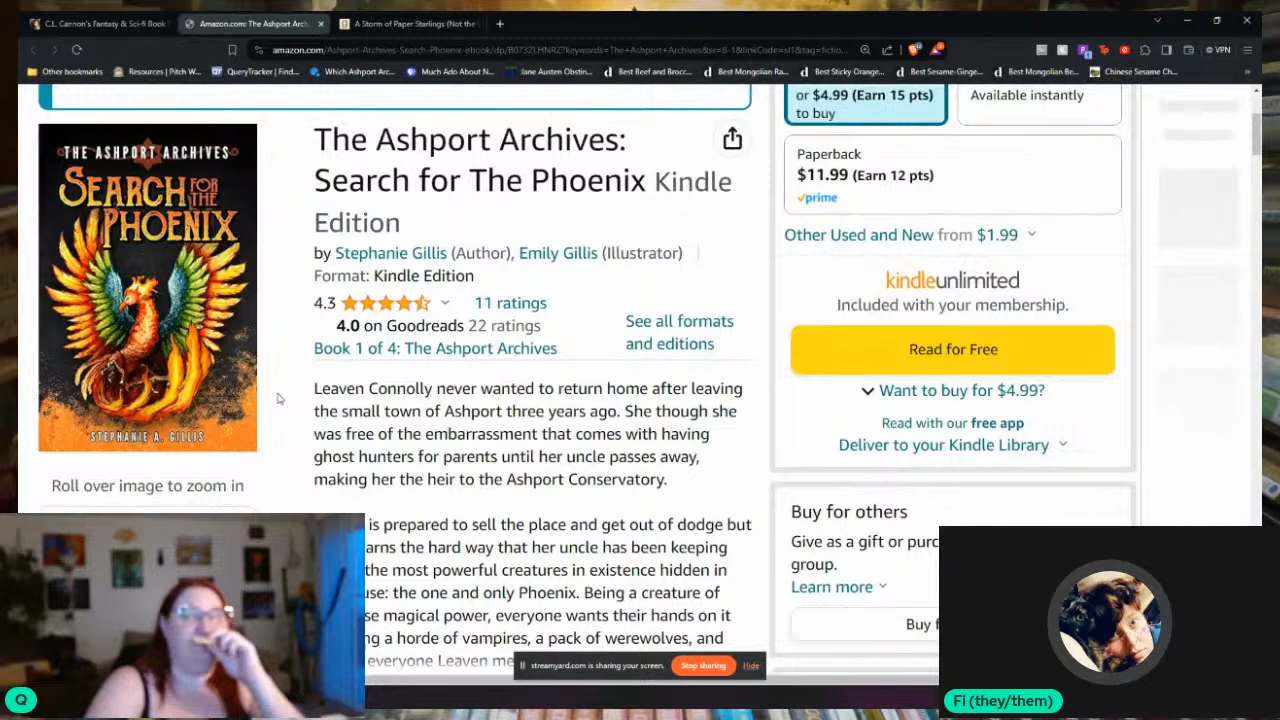 C.L. Cannon's Fantasy & Sci-fi Book
Amazon.com: The Ashport Arch
A Storm of Paper Starlings (Not the
amazon.com/Ashport-Archives-Search-Phoenix-ebook/dp/B073ZLHNRZ?keywords=The+Ashport+Archives&sr=8-1&linkCode=sl1&tag=fictio...
VPN
Other bookmarks
Resources | Pitch W...
QueryTracker | Find...
Which Ashport Arc...
Much Ado About N...
Jane Austen Obstin...
Best Beef and Brocc...
Best Mongolian Ra...
Best Sticky Orange...
Best Sesame-Ginge...
Best Mongolian Be...
Chinese Sesame Ch...
THE ASHPORT ARCHIVES
SEARCH
FOR
THE
PHOENIX
STEPHANIE A. GILLIS
Roll over image to zoom in
The Ashport Archives:
Search for The Phoenix Kindle
Edition
by Stephanie Gillis (Author), Emily Gillis (Illustrator)
Format: Kindle Edition
4.3
11 ratings
4.0 on Goodreads 22 ratings
Book 1 of 4: The Ashport Archives
See all formats
and editions
Leaven Connolly never wanted to return home after leaving
the small town of Ashport three years ago. She though she
was free of the embarrassment that comes with having
ghost hunters for parents until her uncle passes away,
making her the heir to the Ashport Conservatory.
is prepared to sell the place and get out of dodge but
arns the hard way that her uncle has been keeping
the most powerful creatures in existence hidden in
use: the one and only Phoenix. Being a creature of
se magical power, everyone wants their hands on it
ng a horde of vampires, a pack of werewolves, and
everyone Leaven me
or $4.99 (Earn 15 pts)
to buy
Available instantly
Paperback
$11.99 (Earn 12 pts)
prime
Other Used and New from $1.99
kindleunlimited
Included with your membership.
Read for Free
Want to buy for $4.99?
Read with our free app
Deliver to your Kindle Library
Buy for others
Give as a gift or purc
group.
Learn more
Buy f
streamyard.com is sharing your screen.
Stop sharing
Hide
Q
Fi (they/them)